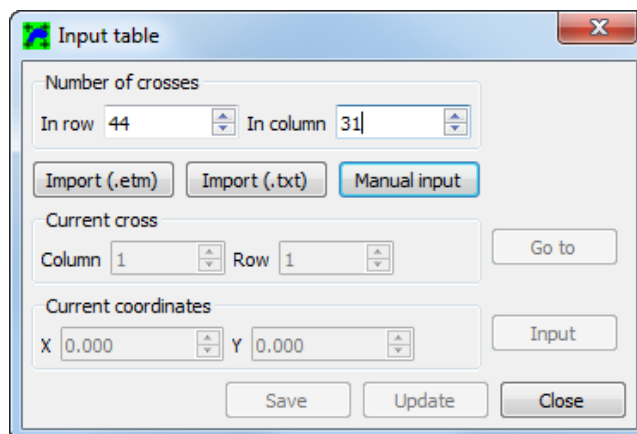 Input table
Number of crosses
In row 44 In column 31
Import (.etm) Import (.txt) Manual input
Current cross
Column 1 Row 1 Go to
Current coordinates
X 0.000 Y 0.000 Input
Save Update Close